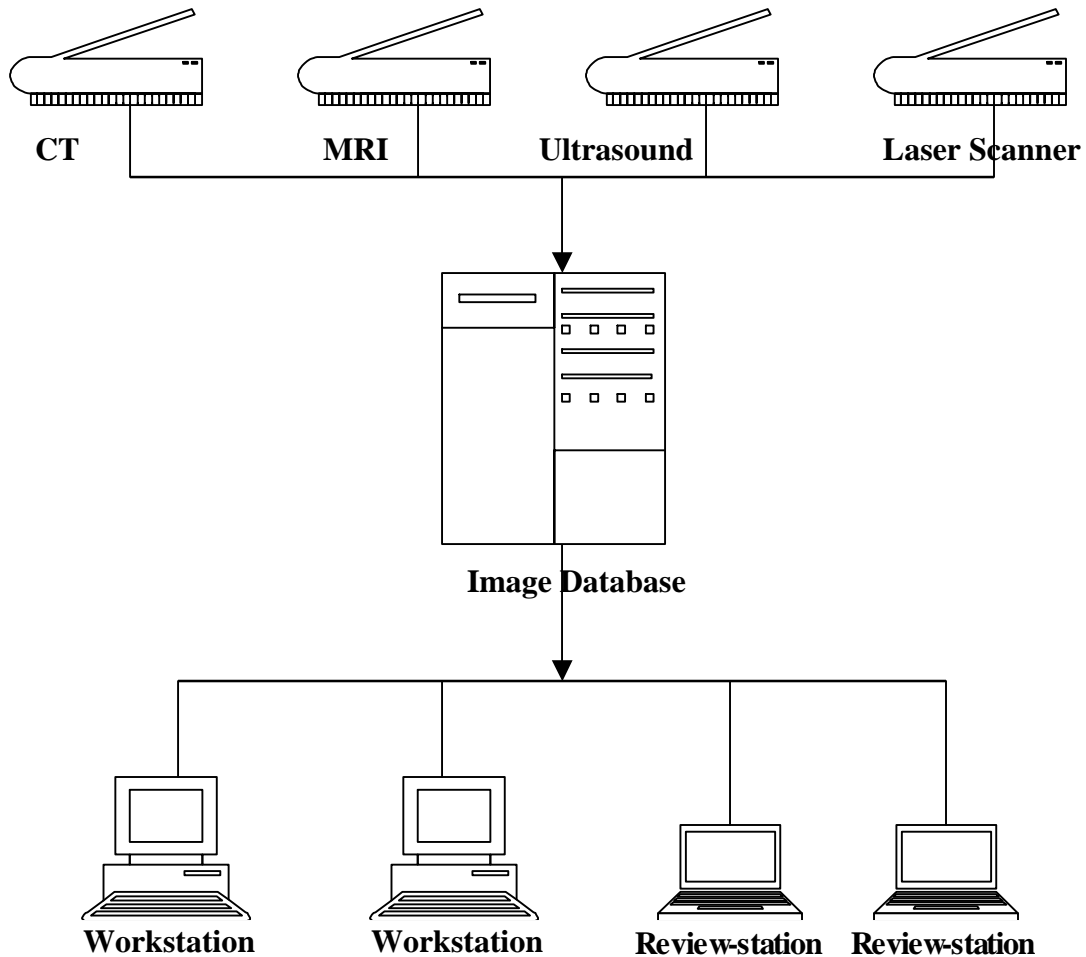 CT MRI Ultrasound Laser Scanner
Image Database
Workstation Workstation Review-station Review-station